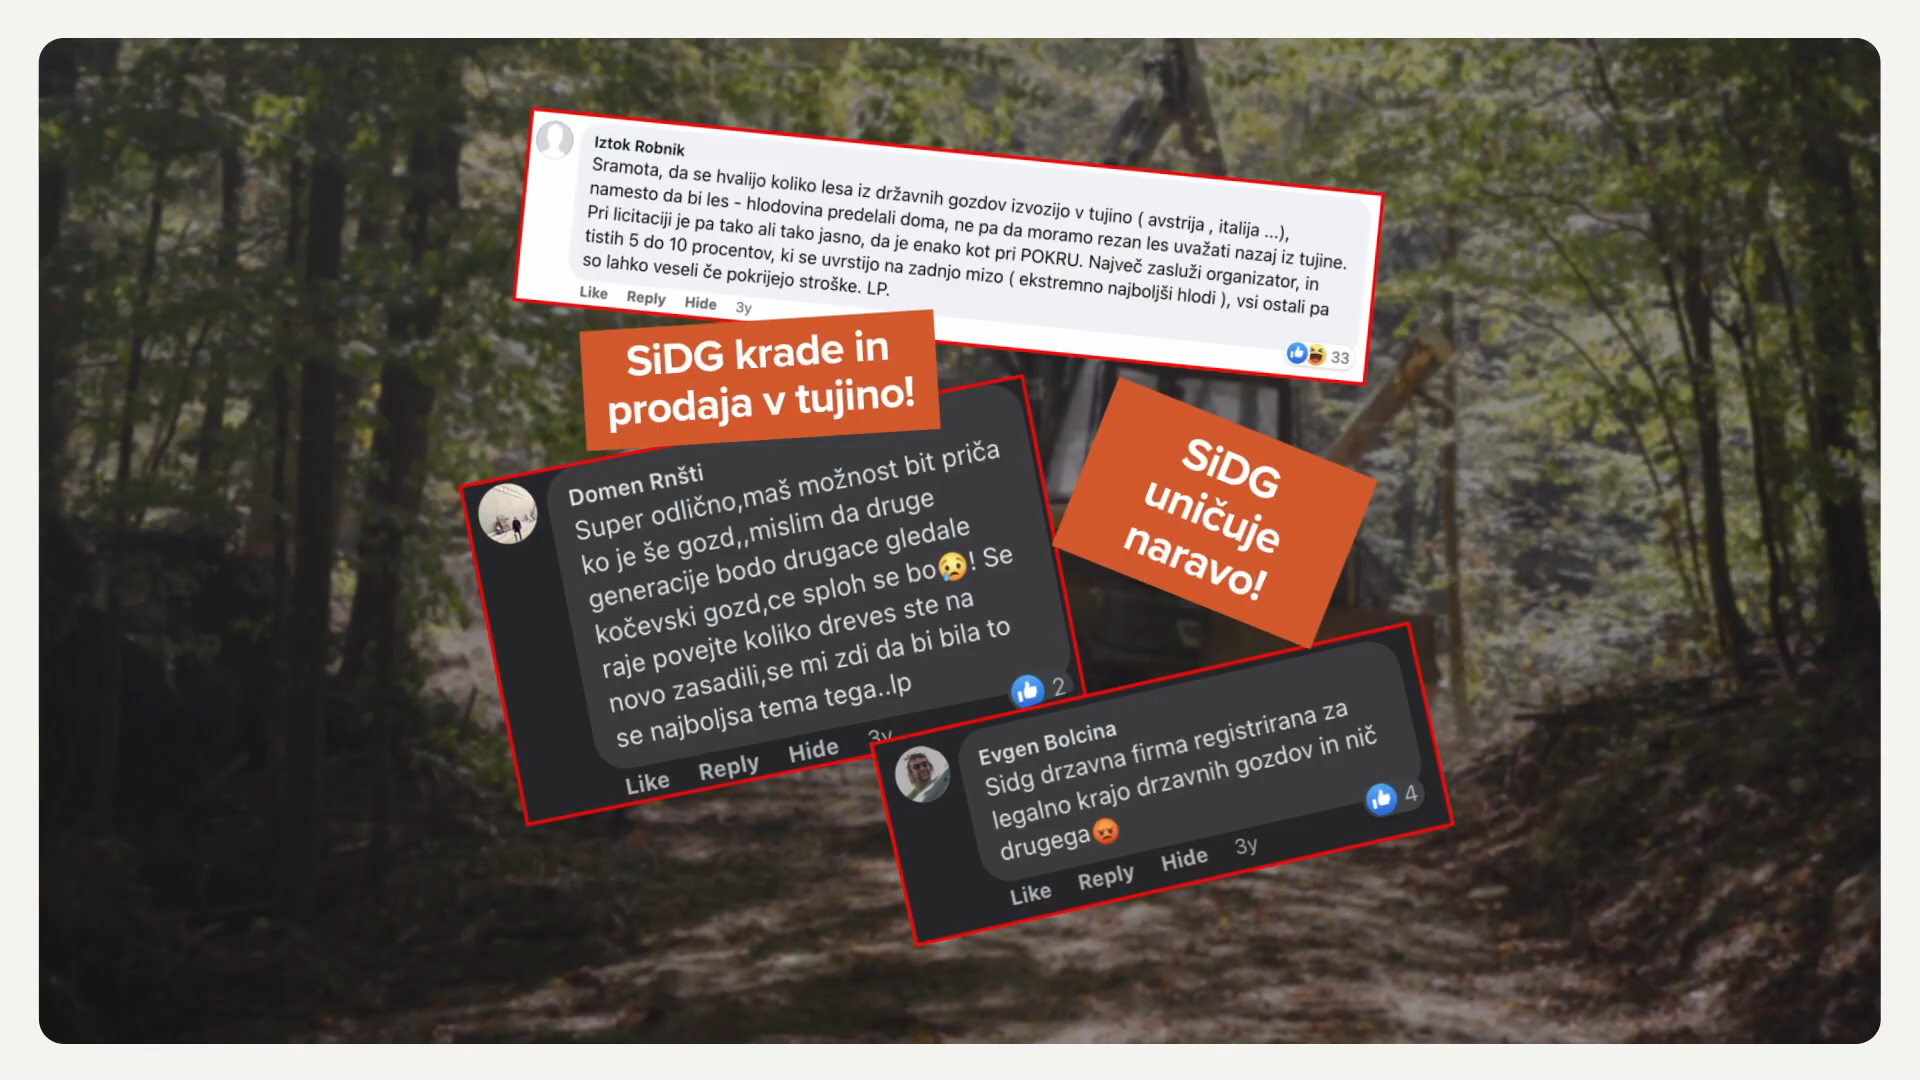 Iztok Robnik
Sramota, da se hvalijo koliko lesa iz državnih gozdov izvozijo v tujino ( avstrija , italija ...),
namesto da bi les - hlodovina predelali doma, ne pa da moramo rezan les uvažati nazaj iz tujine.
Pri licitaciji je pa tako ali tako jasno, da je enako kot pri POKRU. Največ zasluži organizator, in
tistih 5 do 10 procentov, ki se uvrstijo na zadnjo mizo ( ekstremno najboljši hlodi ), vsi ostali pa
so lahko veseli če pokrijejo stroške. LP.
Like Reply Hide 3y
33
SiDG krade in
prodaja v tujino!
Domen Rnšti
Super odlično,maš možnost bit priča
ko je še gozd,,mislim da druge
generacije bodo drugace gledale
kočevski gozd,ce sploh se bo😢! Se
raje povejte koliko dreves ste na
novo zasadili,se mi zdi da bi bila to
se najboljsa tema tega..lp
2
Like Reply Hide 3y
SiDG
uničuje
naravo!
Evgen Bolcina
Sidg drzavna firma registrirana za
legalno krajo drzavnih gozdov in nič
drugega😡
4
Like Reply Hide 3y